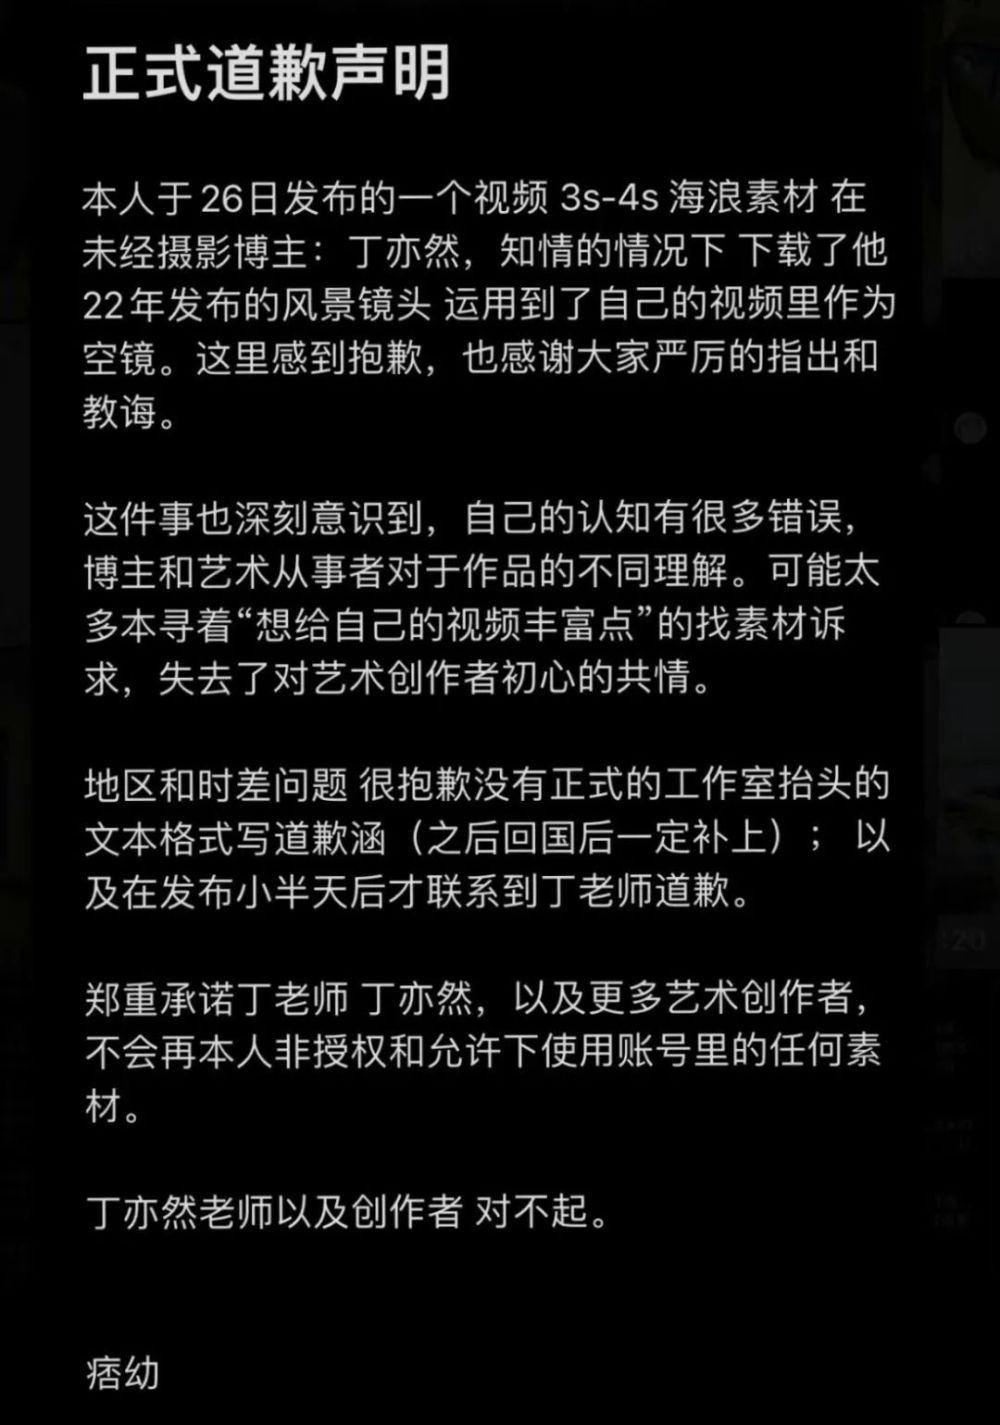 正式道歉声明
本人于26日发布的一个视频 3s-4s 海浪素材 在
未经摄影博主：丁亦然，知情的情况下 下载了他
22年发布的风景镜头 运用到了自己的视频里作为
空镜。这里感到抱歉，也感谢大家严厉的指出和
教诲。
这件事也深刻意识到，自己的认知有很多错误，
博主和艺术从事者对于作品的不同理解。可能太
多本寻着“想给自己的视频丰富点”的找素材诉
求，失去了对艺术创作者初心的共情。
地区和时差问题 很抱歉没有正式的工作室抬头的
文本格式写道歉涵（之后回国后一定补上）； 以
及在发布小半天后才联系到丁老师道歉。
郑重承诺丁老师 丁亦然，以及更多艺术创作者，
不会再本人非授权和允许下使用账号里的任何素
材。
丁亦然老师以及创作者 对不起。
痞幼
:20